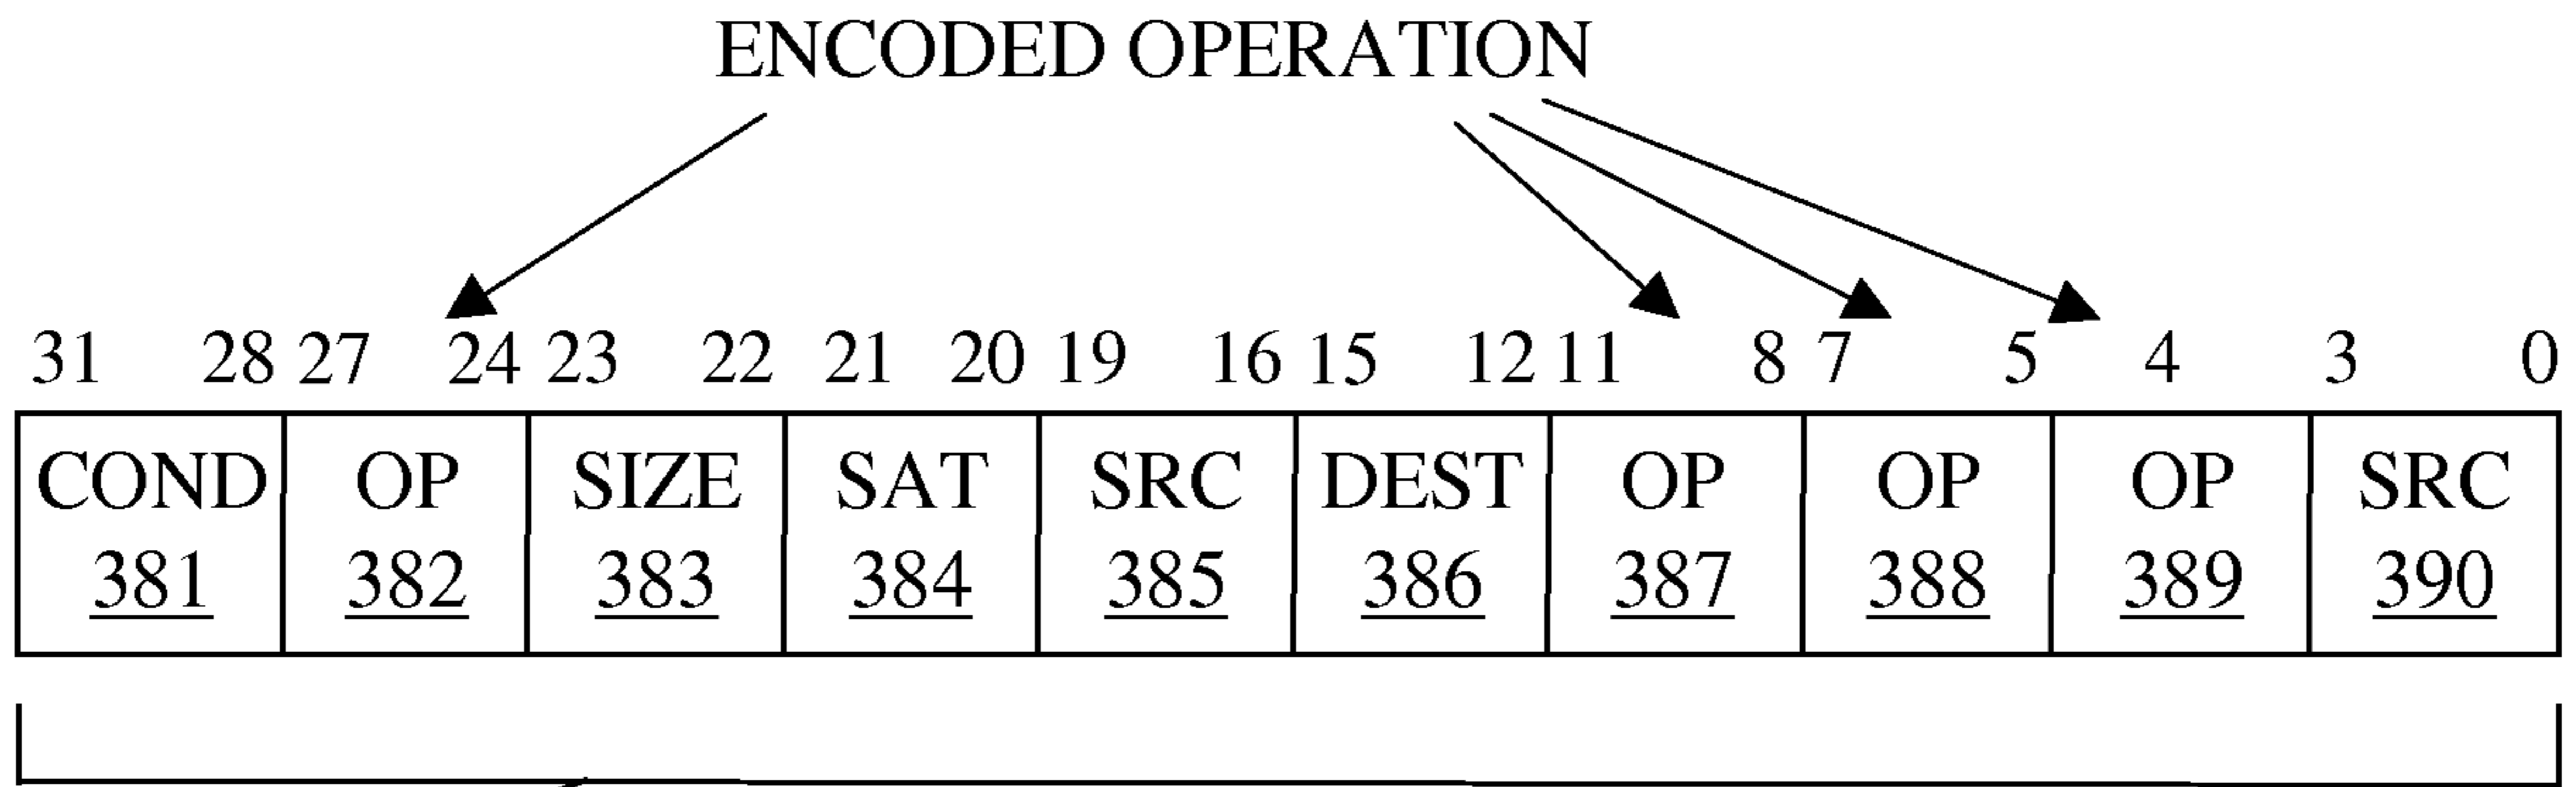 ENCODED OPERATION
31 28 27 24 23 22 21 20 19 16 15 12 11 8 7 5 4 3 0
COND OP SIZE SAT SRC DEST OP OP OP SRC
381 382 383 384 385 386 387 388 389 390